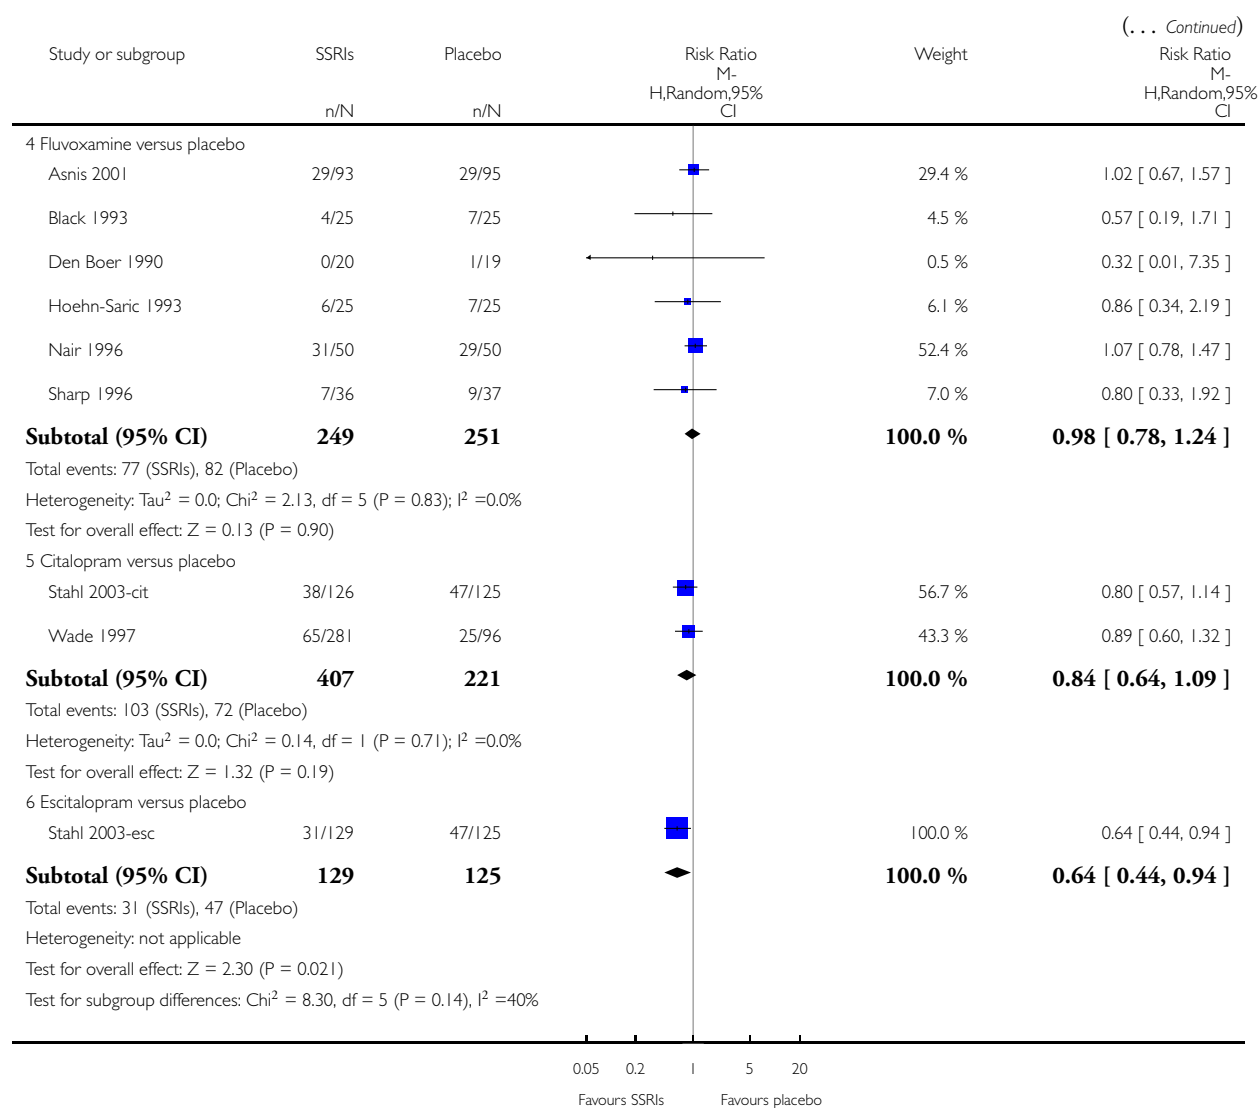 (... Continued)
Study or subgroup SSRIs Placebo Risk Ratio Weight Risk Ratio
M- M-
H,Random,95% H,Random,95%
n/N n/N CI CI
4 Fluvoxamine versus placebo
Asnis 2001 29/93 29/95 29.4 % 1.02 [ 0.67, 1.57 ]
Black 1993 4/25 7/25 4.5 % 0.57 [ 0.19, 1.71 ]
Den Boer 1990 0/20 1/19 0.5 % 0.32 [ 0.01, 7.35 ]
Hoehn-Saric 1993 6/25 7/25 6.1 % 0.86 [ 0.34, 2.19 ]
Nair 1996 31/50 29/50 52.4 % 1.07 [ 0.78, 1.47 ]
Sharp 1996 7/36 9/37 7.0 % 0.80 [ 0.33, 1.92 ]
Subtotal (95% CI) 249 251 100.0 % 0.98 [ 0.78, 1.24 ]
Total events: 77 (SSRIs), 82 (Placebo)
Heterogeneity: Tau² = 0.0; Chi² = 2.13, df = 5 (P = 0.83); I² =0.0%
Test for overall effect: Z = 0.13 (P = 0.90)
5 Citalopram versus placebo
Stahl 2003-cit 38/126 47/125 56.7 % 0.80 [ 0.57, 1.14 ]
Wade 1997 65/281 25/96 43.3 % 0.89 [ 0.60, 1.32 ]
Subtotal (95% CI) 407 221 100.0 % 0.84 [ 0.64, 1.09 ]
Total events: 103 (SSRIs), 72 (Placebo)
Heterogeneity: Tau² = 0.0; Chi² = 0.14, df = 1 (P = 0.71); I² =0.0%
Test for overall effect: Z = 1.32 (P = 0.19)
6 Escitalopram versus placebo
Stahl 2003-esc 31/129 47/125 100.0 % 0.64 [ 0.44, 0.94 ]
Subtotal (95% CI) 129 125 100.0 % 0.64 [ 0.44, 0.94 ]
Total events: 31 (SSRIs), 47 (Placebo)
Heterogeneity: not applicable
Test for overall effect: Z = 2.30 (P = 0.021)
Test for subgroup differences: Chi² = 8.30, df = 5 (P = 0.14), I² =40%
0.05 0.2 1 5 20
Favours SSRIs Favours placebo